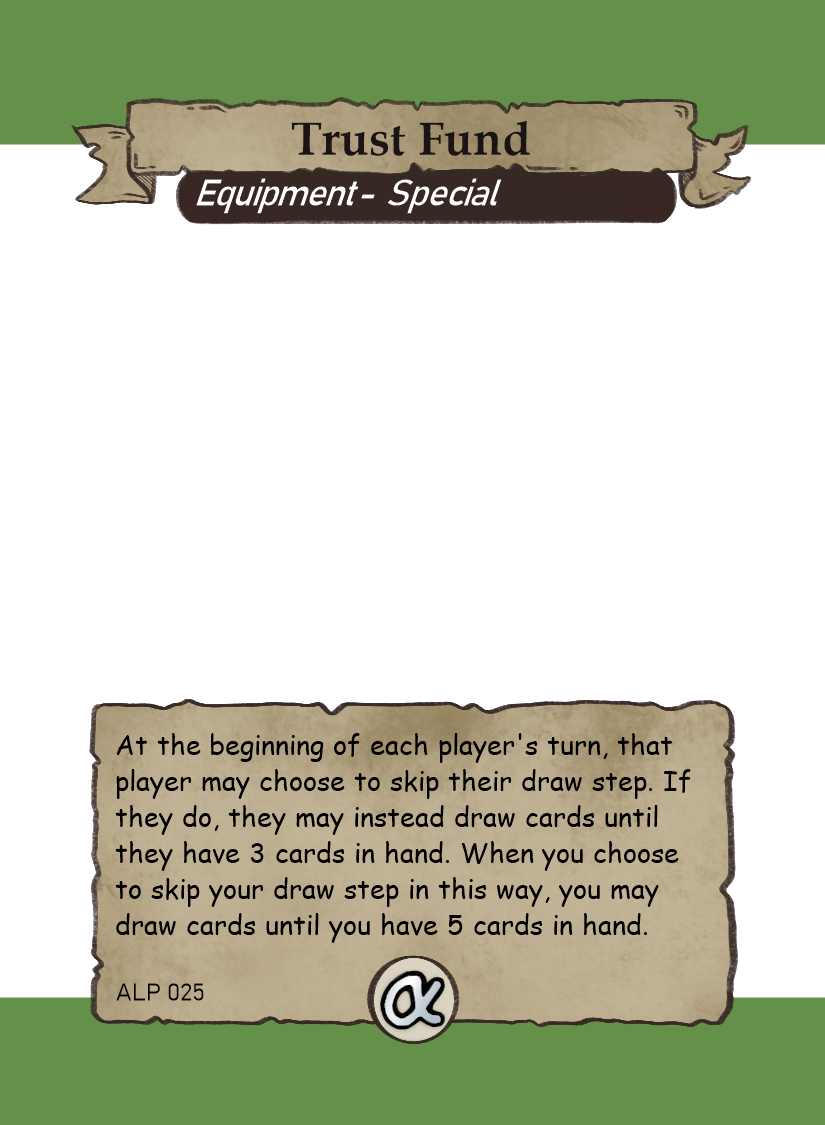 Trust Fund
Equipment- Special
At the beginning of each player's turn, that
player may choose to skip their draw step. If
they do, they may instead draw cards until
they have 3 cards in hand. When you choose
to skip your draw step in this way, you may
draw cards until you have 5 cards in hand.
ALP 025
α